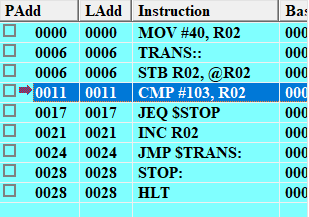 PAdd LAdd Instruction Bas
0000 0000 MOV #40, R02 000
0006 0006 TRANS:: 000
0006 0006 STB R02, @R02 000
0011 0011 CMP #103, R02 000
0017 0017 JEQ $STOP 000
0021 0021 INC R02 000
0024 0024 JMP $TRANS: 000
0028 0028 STOP: 000
0028 0028 HLT 000